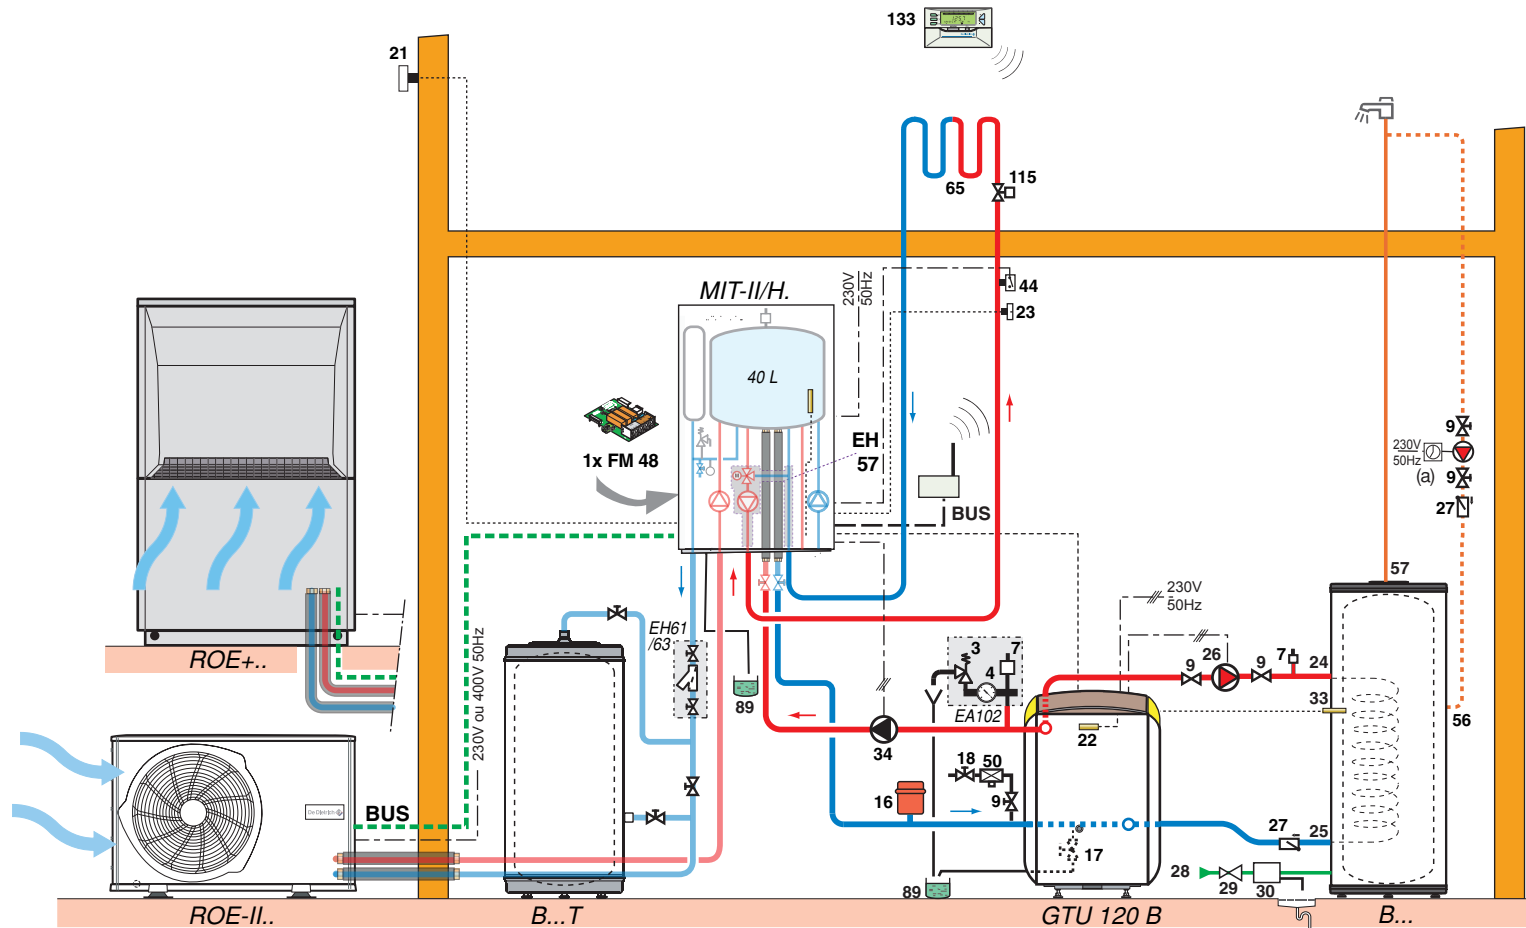 133
21
65
115
MIT-II/H.
230V
50Hz
44
23
40 L
1x FM 48
EH
57
BUS
9
230V
50Hz
(a)
9
27
57
230V
50Hz
EH61
/63
89
3
7
4
EA102
9
26
9
7
24
33
56
22
34
18
50
9
16
17
27
25
28
29
30
89
230V ou 400V 50Hz
BUS
De Dietrich
ROE+..
ROE-II..
B...T
GTU 120 B
B...